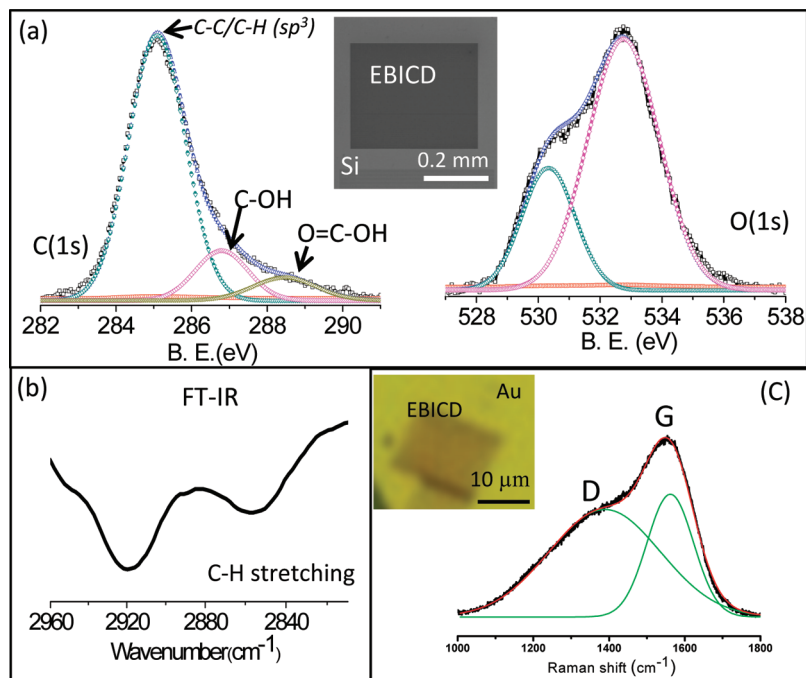 (a)
C-C/C-H (sp³)
EBICD
Si
0.2 mm
C-OH
O=C-OH
C(1s)
O(1s)
282 284 286 288 290
B. E.(eV)
528 530 532 534 536 538
B. E.(eV)
(b)
FT-IR
C-H stretching
2960 2920 2880 2840
Wavenumber(cm⁻¹)
(C)
EBICD
Au
10 μm
G
D
1000 1200 1400 1600 1800
Raman shift (cm⁻¹)